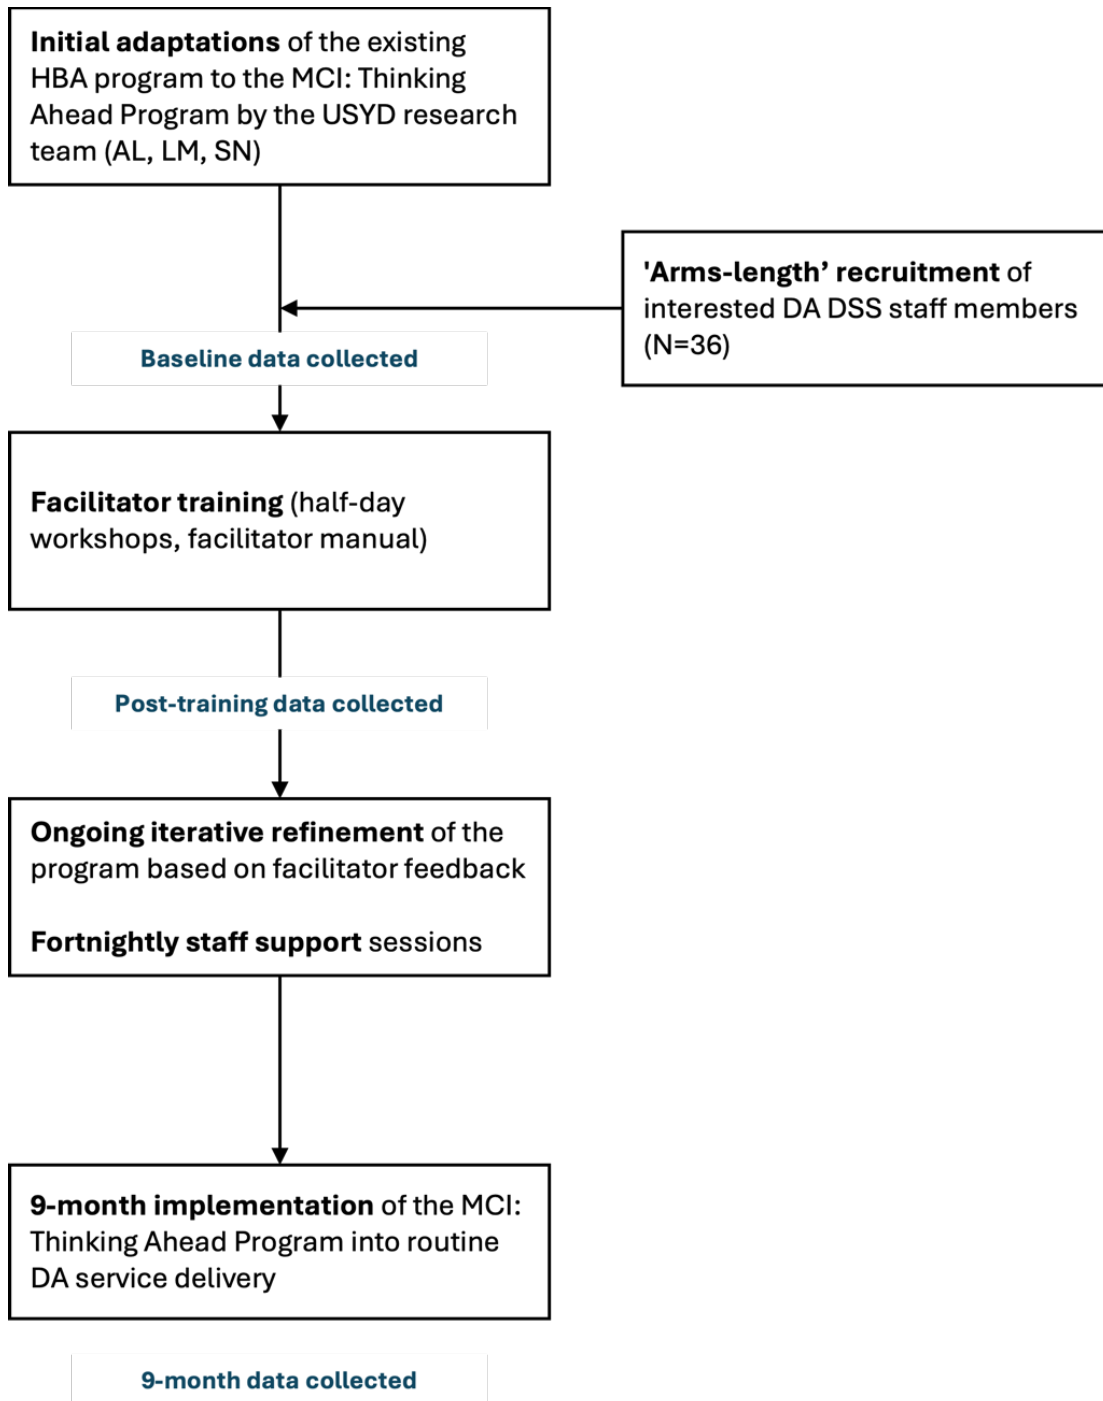 Initial adaptations of the existing
HBA program to the MCI: Thinking
Ahead Program by the USYD research
team (AL, LM, SN)
'Arms-length’ recruitment of
interested DA DSS staff members
(N=36)
Baseline data collected
Facilitator training (half-day
workshops, facilitator manual)
Post-training data collected
Ongoing iterative refinement of the
program based on facilitator feedback
Fortnightly staff support sessions
9-month implementation of the MCI:
Thinking Ahead Program into routine
DA service delivery
9-month data collected